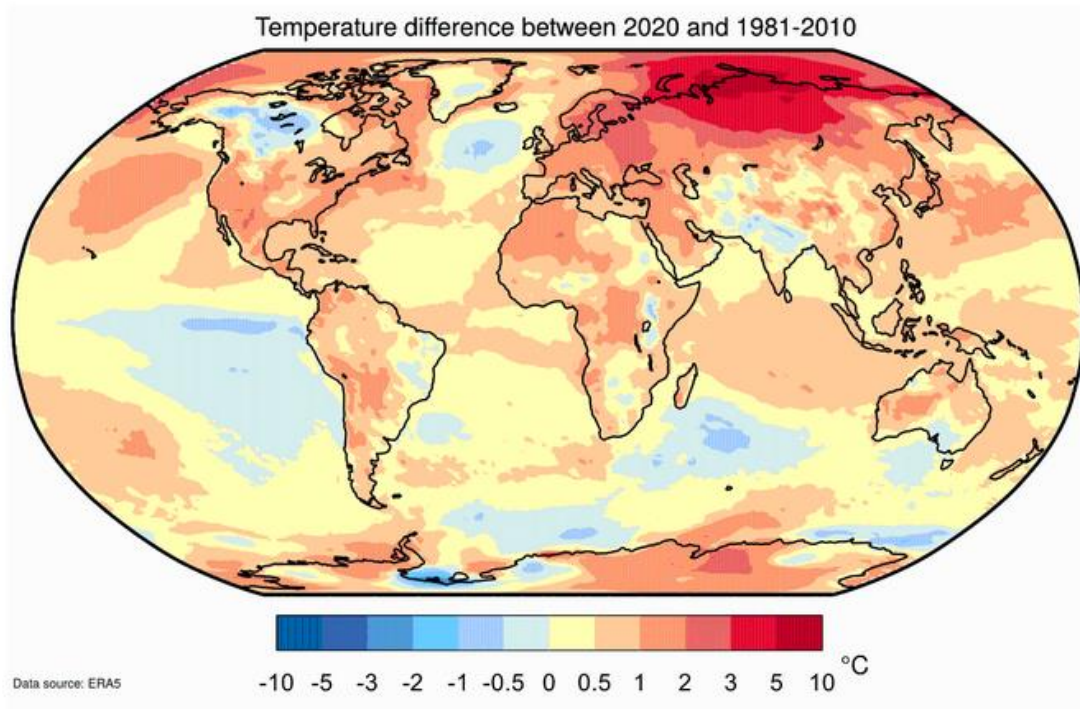 Temperature difference between 2020 and 1981-2010
°C
-10 -5 -3 -2 -1 -0.5 0 0.5 1 2 3 5 10
Data source: ERA5